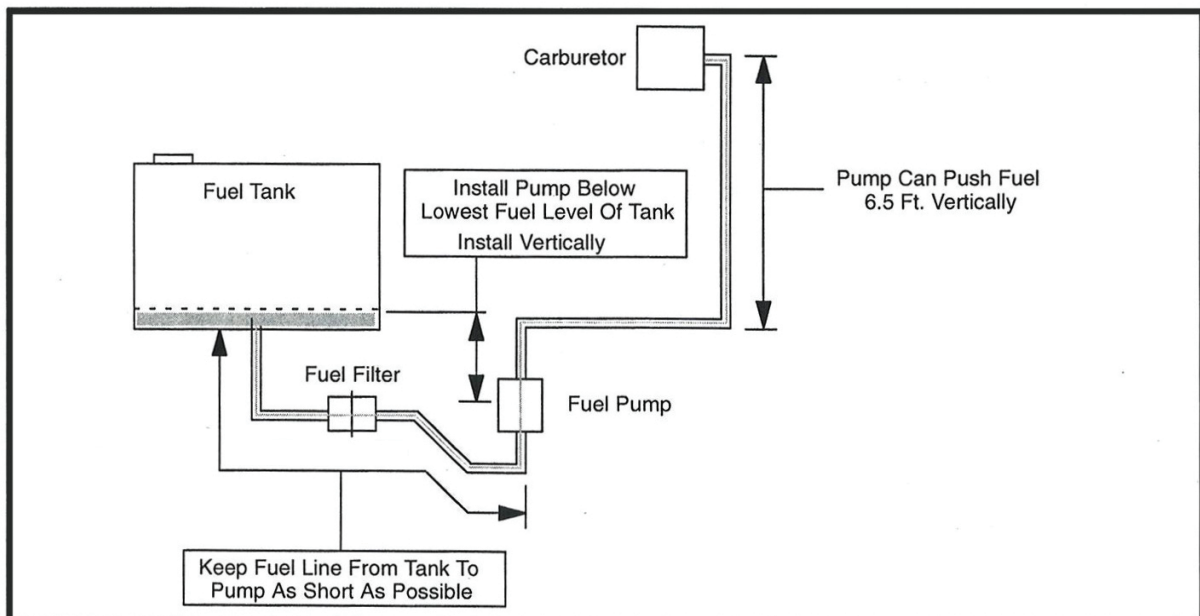 Carburetor
Fuel Tank
Install Pump Below
Lowest Fuel Level Of Tank
Install Vertically
Pump Can Push Fuel
6.5 Ft. Vertically
Fuel Filter
Fuel Pump
Keep Fuel Line From Tank To
Pump As Short As Possible